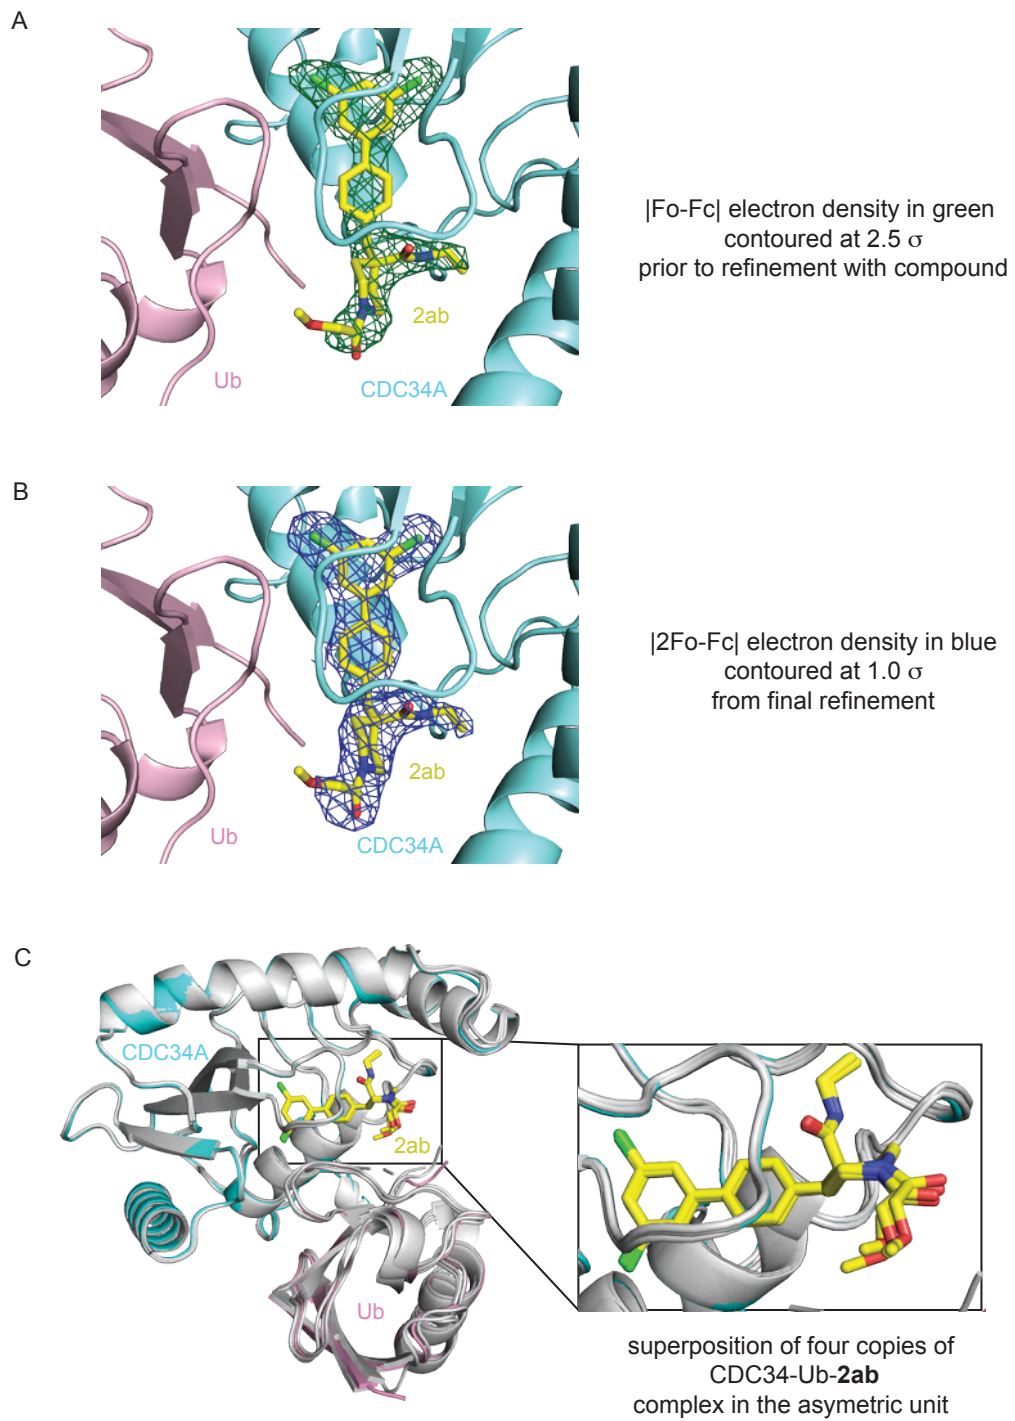 A
|Fo-Fc| electron density in green
contoured at 2.5 σ
prior to refinement with compound
2ab
Ub
CDC34A
B
|2Fo-Fc| electron density in blue
contoured at 1.0 σ
from final refinement
2ab
Ub
CDC34A
C
CDC34A
2ab
Ub
superposition of four copies of
CDC34-Ub-2ab
complex in the asymetric unit